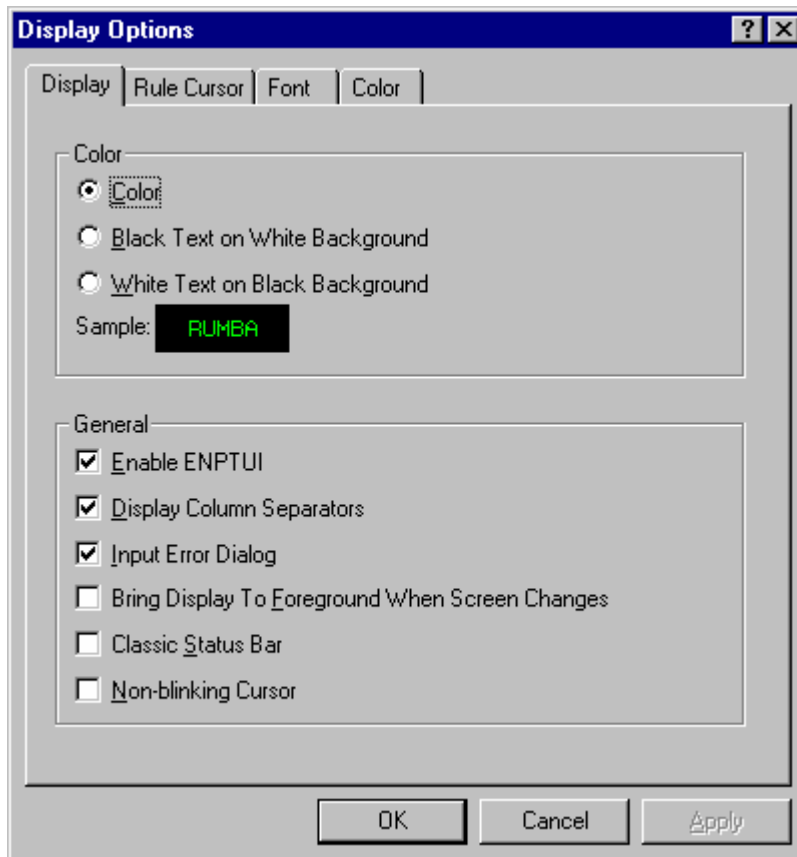 Display Options
Display Rule Cursor Font Color
Color
Color
Black Text on White Background
White Text on Black Background
Sample: RUMBA
General
Enable ENPTUI
Display Column Separators
Input Error Dialog
Bring Display To Foreground When Screen Changes
Classic Status Bar
Non-blinking Cursor
OK Cancel Apply